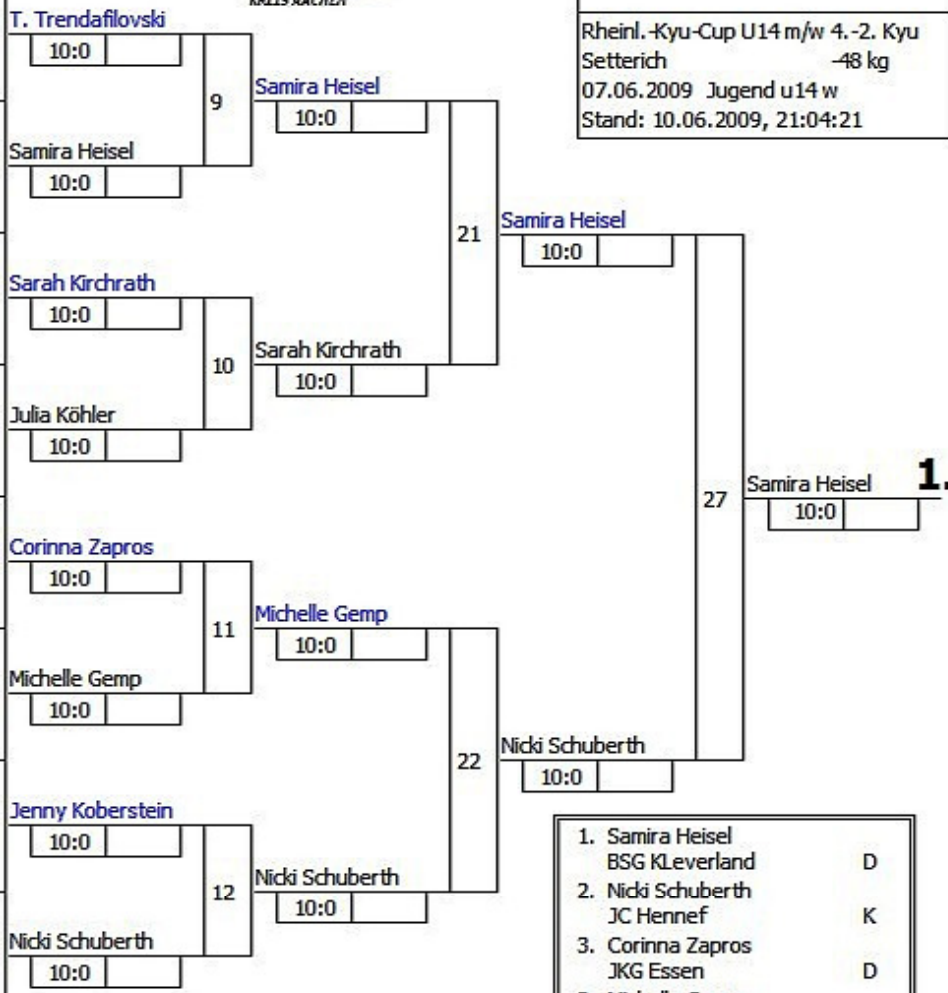 T. Trendafilovski
10:0
Samira Heisel
10:0
9
Sarah Kirchrath
10:0
Julia Köhler
10:0
10
Corinna Zapros
10:0
Michelle Gemp
10:0
11
Jenny Koberstein
10:0
Nicki Schuberth
10:0
12
Samira Heisel
10:0
Sarah Kirchrath
10:0
21
Michelle Gemp
10:0
Nicki Schuberth
10:0
22
Samira Heisel
10:0
Nicki Schuberth
10:0
27
Samira Heisel 1.
10:0
Rheinl.-Kyu-Cup U14 m/w 4.-2. Kyu
Setterich -48 kg
07.06.2009 Jugend u14 w
Stand: 10.06.2009, 21:04:21
1. Samira Heisel
BSG KLeverland D
2. Nicki Schuberth
JC Hennef K
3. Corinna Zapros
JKG Essen D